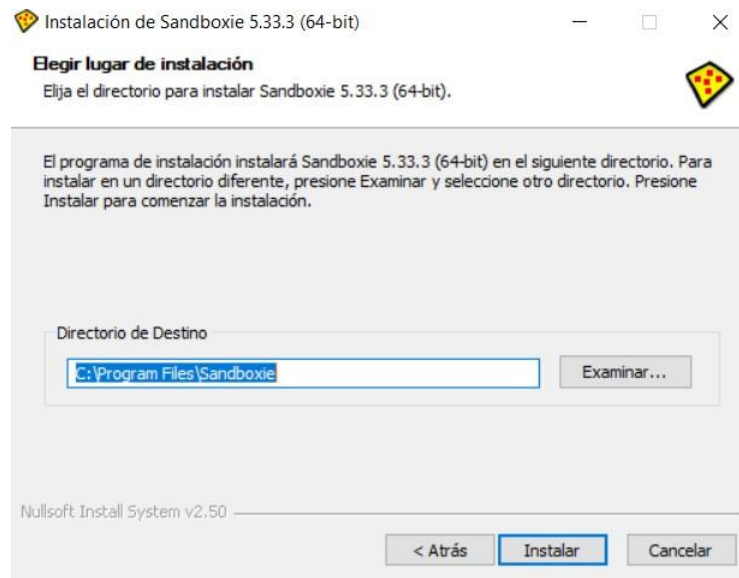 Instalación de Sandboxie 5.33.3 (64-bit)
Elegir lugar de instalación
Elija el directorio para instalar Sandboxie 5.33.3 (64-bit).
El programa de instalación instalará Sandboxie 5.33.3 (64-bit) en el siguiente directorio. Para
instalar en un directorio diferente, presione Examinar y seleccione otro directorio. Presione
Instalar para comenzar la instalación.
Directorio de Destino
C:\Program Files\Sandboxie
Examinar...
Nullsoft Install System v2.50
< Atrás
Instalar
Cancelar